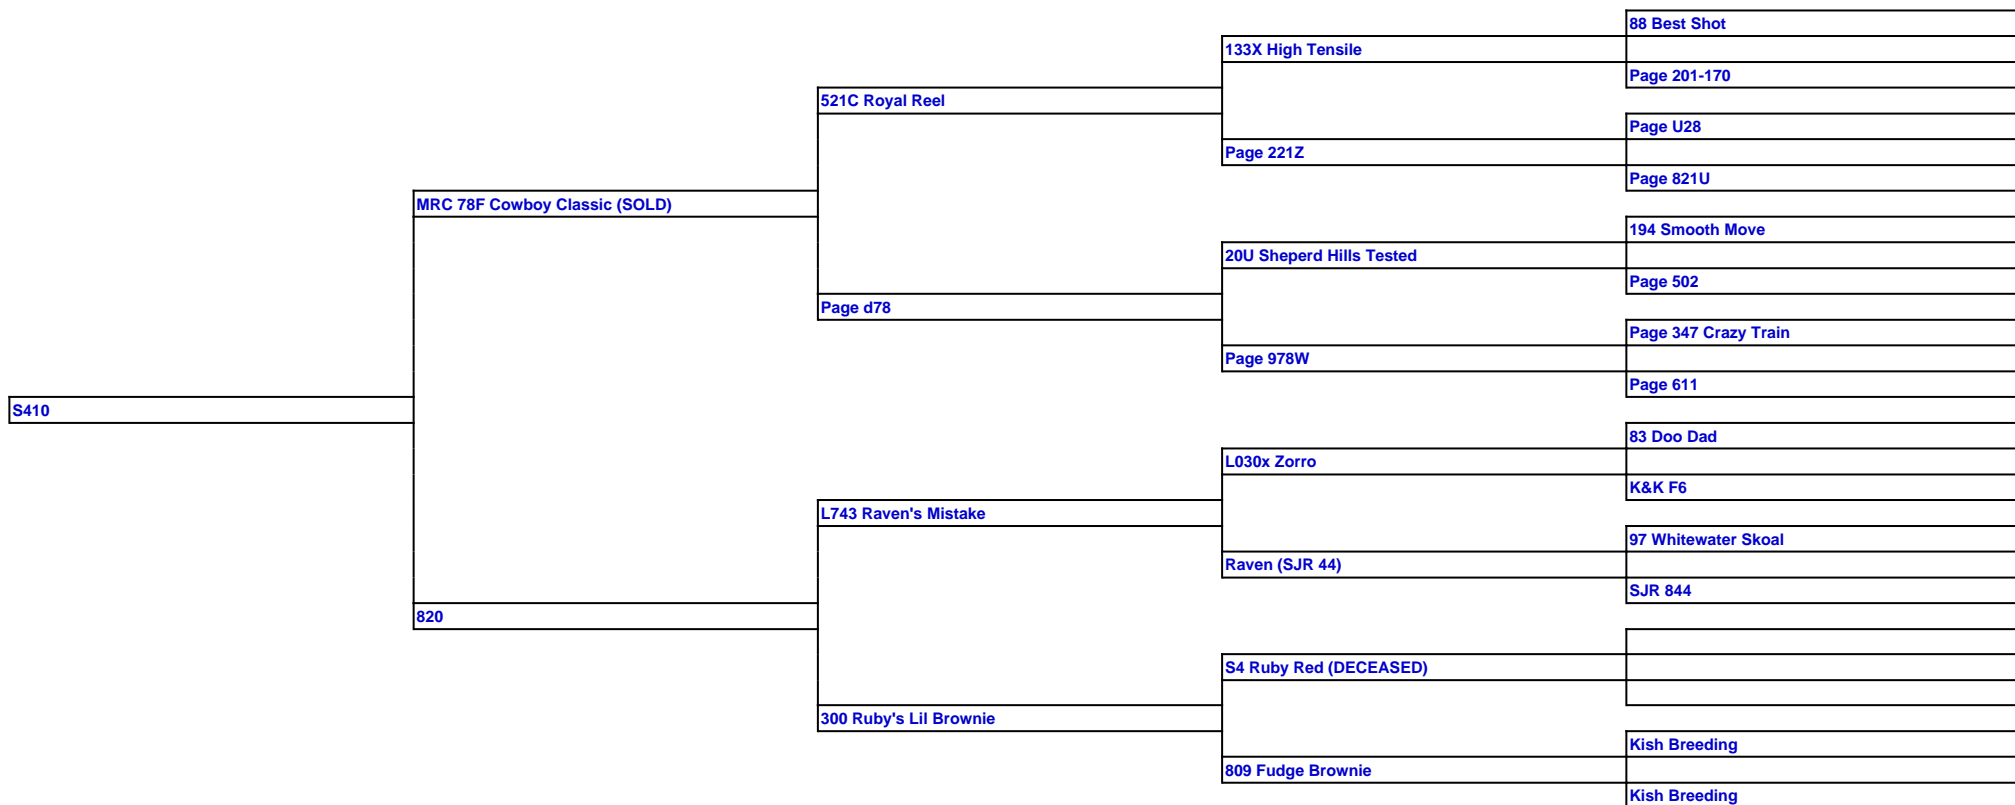 88 Best Shot
133X High Tensile
Page 201-170
521C Royal Reel
Page U28
Page 221Z
Page 821U
MRC 78F Cowboy Classic (SOLD)
194 Smooth Move
20U Sheperd Hills Tested
Page 502
Page d78
Page 347 Crazy Train
Page 978W
Page 611
S410
83 Doo Dad
L030x Zorro
K&K F6
L743 Raven's Mistake
97 Whitewater Skoal
Raven (SJR 44)
SJR 844
820
S4 Ruby Red (DECEASED)
300 Ruby's Lil Brownie
Kish Breeding
809 Fudge Brownie
Kish Breeding